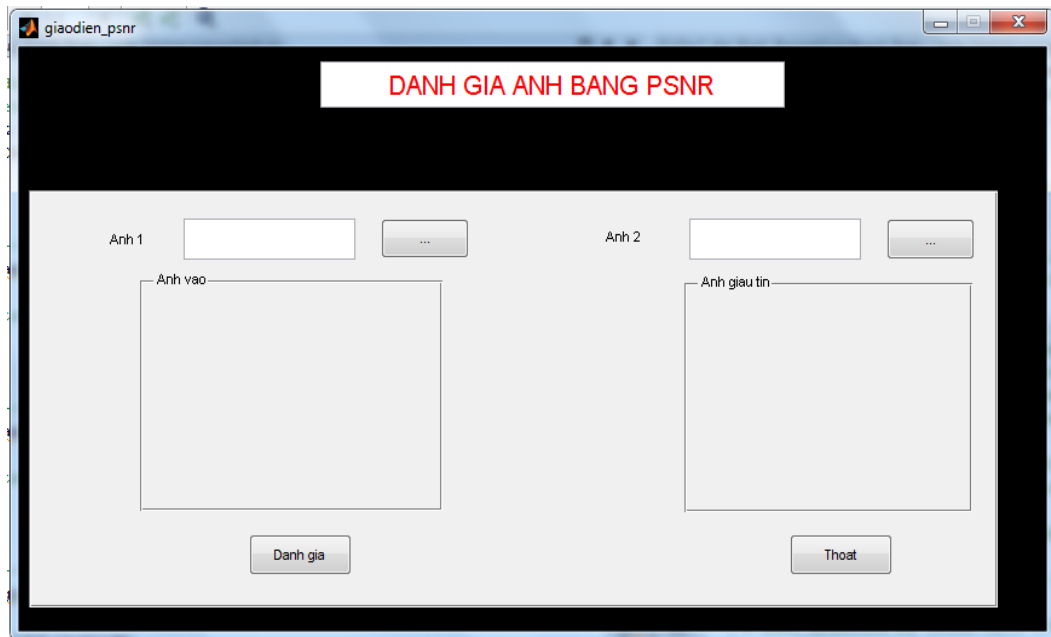 giaodien_psnr
DANH GIA ANH BANG PSNR
Anh 1
...
Anh 2
...
Anh vao
Anh giau tin
Danh gia
Thoat